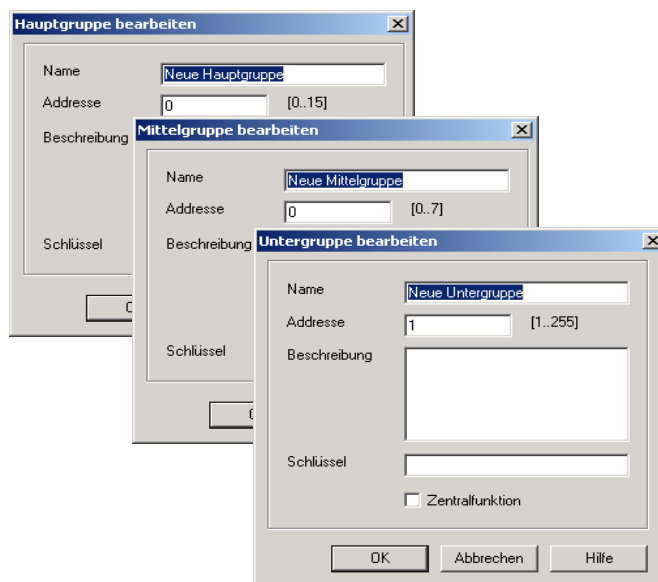 Hauptgruppe bearbeiten
Name Neue Hauptgruppe
Addresse 0 [0..15]
Beschreibung
Schlüssel
Mittelgruppe bearbeiten
Name Neue Mittelgruppe
Addresse 0 [0..7]
Beschreibung
Schlüssel
Untergruppe bearbeiten
Name Neue Untergruppe
Addresse 1 [1..255]
Beschreibung
Schlüssel
Zentralfunktion
OK Abbrechen Hilfe